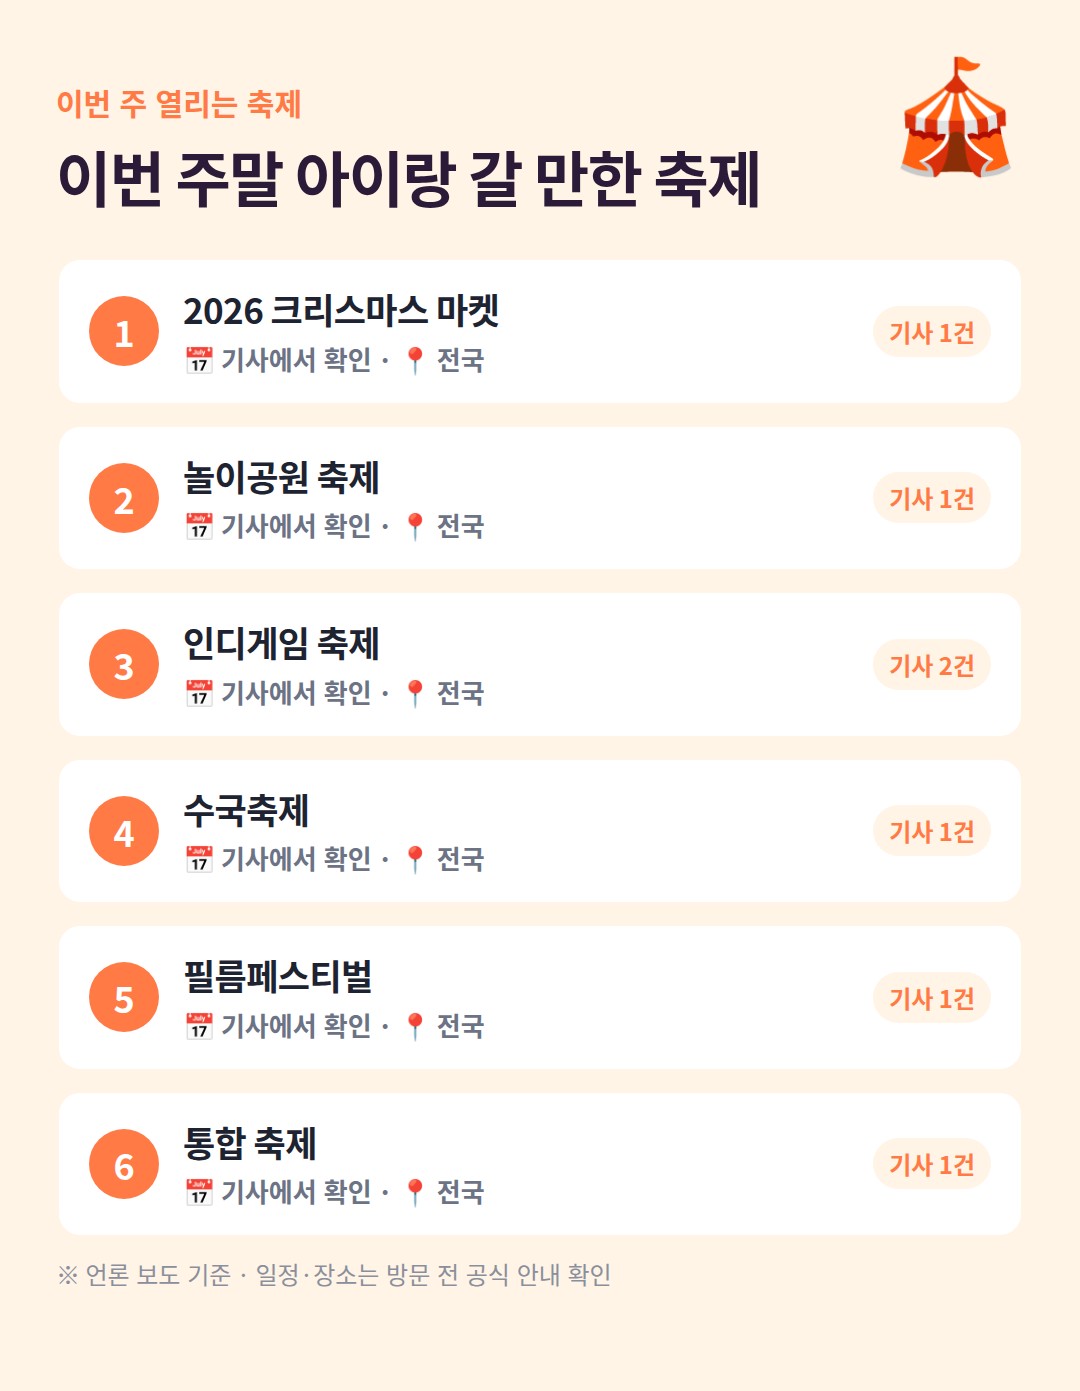 이번 주 열리는 축제
이번 주말 아이랑 갈 만한 축제
1
2026 크리스마스 마켓
📅 기사에서 확인 · 📍 전국
기사 1건
2
놀이공원 축제
📅 기사에서 확인 · 📍 전국
기사 1건
3
인디게임 축제
📅 기사에서 확인 · 📍 전국
기사 2건
4
수국축제
📅 기사에서 확인 · 📍 전국
기사 1건
5
필름페스티벌
📅 기사에서 확인 · 📍 전국
기사 1건
6
통합 축제
📅 기사에서 확인 · 📍 전국
기사 1건
※ 언론 보도 기준 · 일정·장소는 방문 전 공식 안내 확인